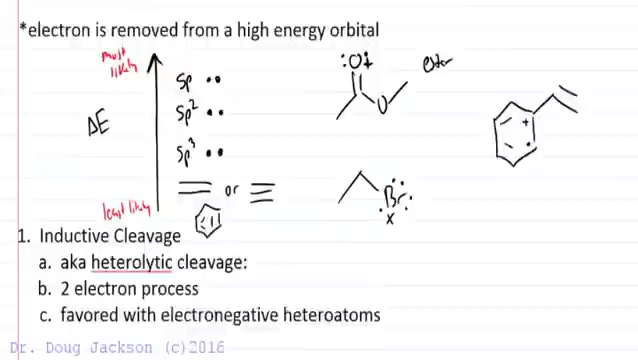 *electron is removed from a high energy orbital
most likely
ΔE
sp ••
sp² ••
sp³ ••
or
least likely
:O
ester
O
Br
1. Inductive Cleavage
a. aka heterolytic cleavage:
b. 2 electron process
c. favored with electronegative heteroatoms
Dr. Doug Jackson (c)2016